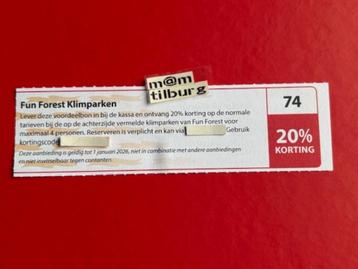 m@m
tilburg
Fun Forest Klimparken
Lever deze voordeelbon in bij de kassa en ontvang 20% korting op de normale
tarieven bij de op de achterzijde vermelde klimparken van Fun Forest voor
maximaal 4 personen. Reserveren is verplicht en kan via Gebruik
kortingscode
Deze aanbieding is geldig tot 1 januari 2026, niet in combinatie met andere aanbiedingen
en niet inwisselbaar tegen contanten.
74
20%
KORTING